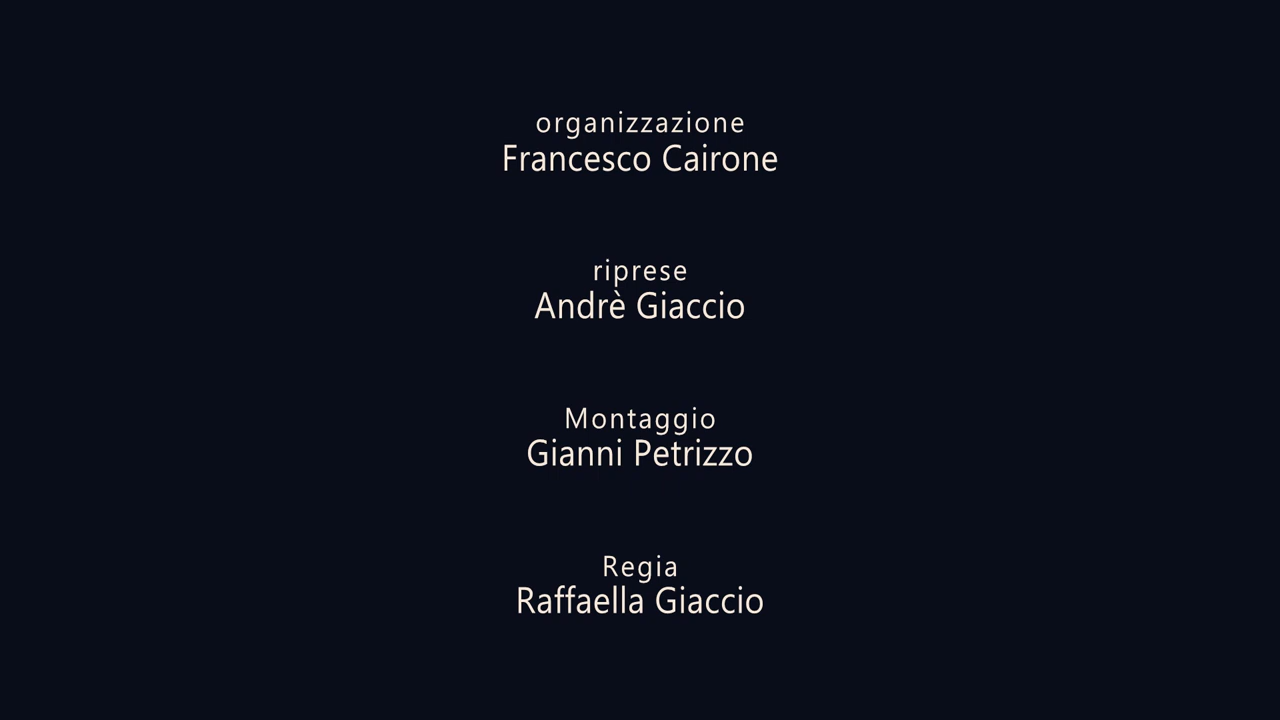 organizzazione
Francesco Cairone
riprese
Andrè Giaccio
Montaggio
Gianni Petrizzo
Regia
Raffaella Giaccio